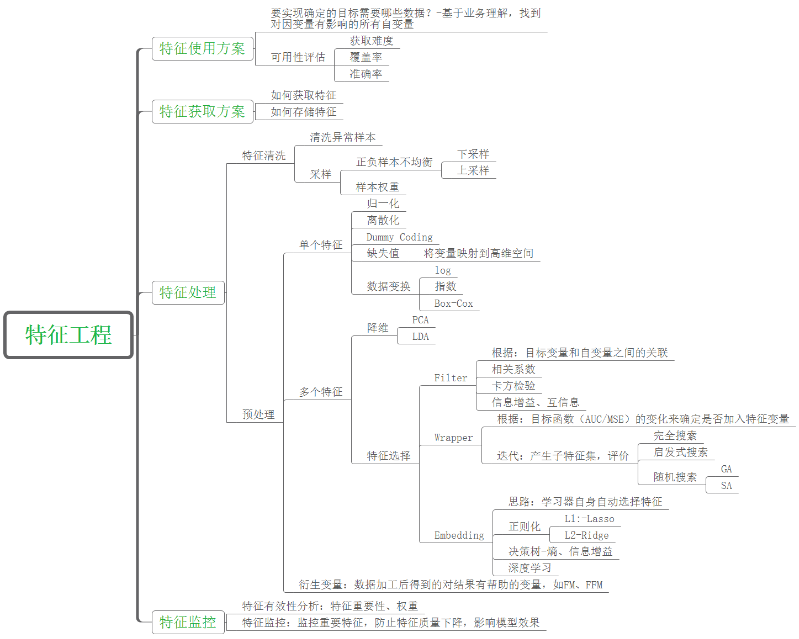 特征工程
特征使用方案
要实现确定的目标需要哪些数据？-基于业务理解，找到
对因变量有影响的所有自变量
可用性评估
获取难度
覆盖率
准确率
特征获取方案
如何获取特征
如何存储特征
特征处理
特征清洗
清洗异常样本
采样
正负样本不均衡
下采样
上采样
样本权重
预处理
单个特征
归一化
离散化
Dummy Coding
缺失值
将变量映射到高维空间
数据变换
log
指数
Box-Cox
多个特征
降维
PCA
LDA
特征选择
Filter
根据：目标变量和自变量之间的关联
相关系数
卡方检验
信息增益、互信息
Wrapper
根据：目标函数（AUC/MSE）的变化来确定是否加入特征变量
迭代：产生子特征集，评价
完全搜索
启发式搜索
随机搜索
GA
SA
Embedding
思路：学习器自身自动选择特征
正则化
L1:-Lasso
L2-Ridge
决策树-熵、信息增益
深度学习
衍生变量：数据加工后得到的对结果有帮助的变量，如FM、FFM
特征监控
特征有效性分析：特征重要性、权重
特征监控：监控重要特征，防止特征质量下降，影响模型效果